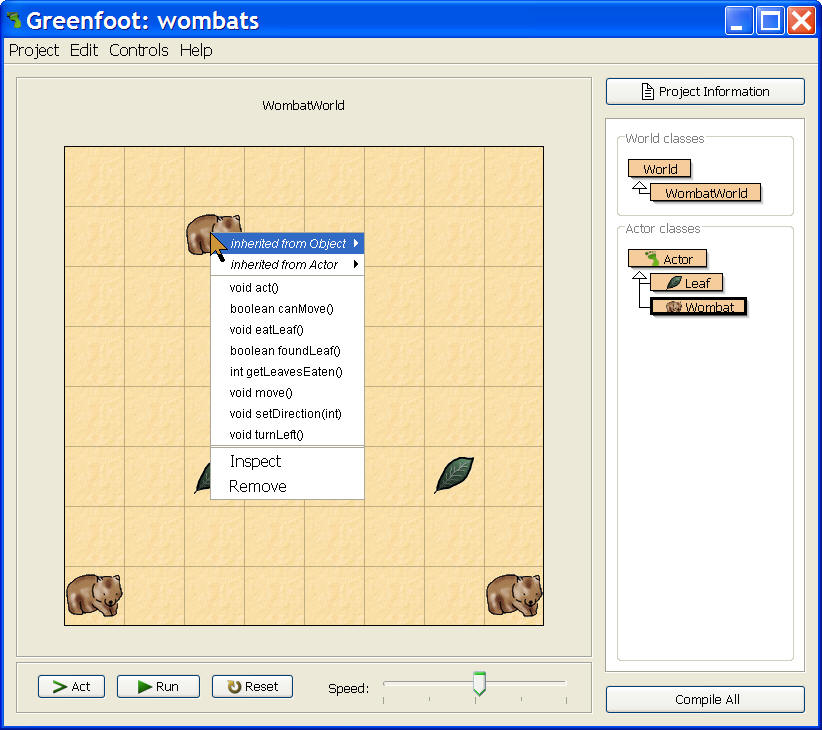 Greenfoot: wombats
Project Edit Controls Help
WombatWorld
inherited from Object
inherited from Actor
void act()
boolean canMove()
void eatLeaf()
boolean foundLeaf()
int getLeavesEaten()
void move()
void setDirection(int)
void turnLeft()
Inspect
Remove
Act
Run
Reset
Speed:
Project Information
World classes
World
WombatWorld
Actor classes
Actor
Leaf
Wombat
Compile All